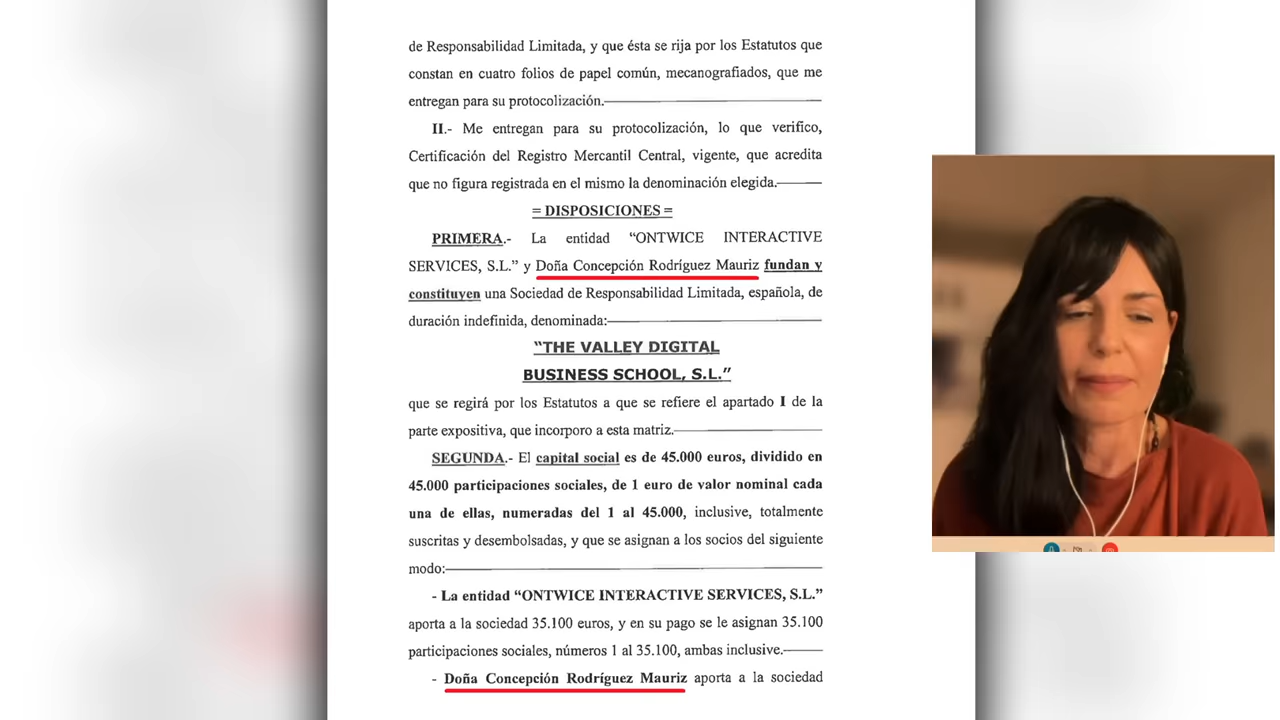 de Responsabilidad Limitada, y que ésta se rija por los Estatutos que
constan en cuatro folios de papel común, mecanografiados, que me
entregan para su protocolización.
II.- Me entregan para su protocolización, lo que verifico,
Certificación del Registro Mercantil Central, vigente, que acredita
que no figura registrada en el mismo la denominación elegida.
= DISPOSICIONES =
PRIMERA.- La entidad “ONTWICE INTERACTIVE
SERVICES, S.L.” y Doña Concepción Rodríguez Mauriz fundan y
constituyen una Sociedad de Responsabilidad Limitada, española, de
duración indefinida, denominada:
“THE VALLEY DIGITAL
BUSINESS SCHOOL, S.L.”
que se regirá por los Estatutos a que se refiere el apartado I de la
parte expositiva, que incorporo a esta matriz.
SEGUNDA.- El capital social es de 45.000 euros, dividido en
45.000 participaciones sociales, de 1 euro de valor nominal cada
una de ellas, numeradas del 1 al 45.000, inclusive, totalmente
suscritas y desembolsadas, y que se asignan a los socios del siguiente
modo:
- La entidad “ONTWICE INTERACTIVE SERVICES, S.L.”
aporta a la sociedad 35.100 euros, y en su pago se le asignan 35.100
participaciones sociales, números 1 al 35.100, ambas inclusive.
- Doña Concepción Rodríguez Mauriz aporta a la sociedad